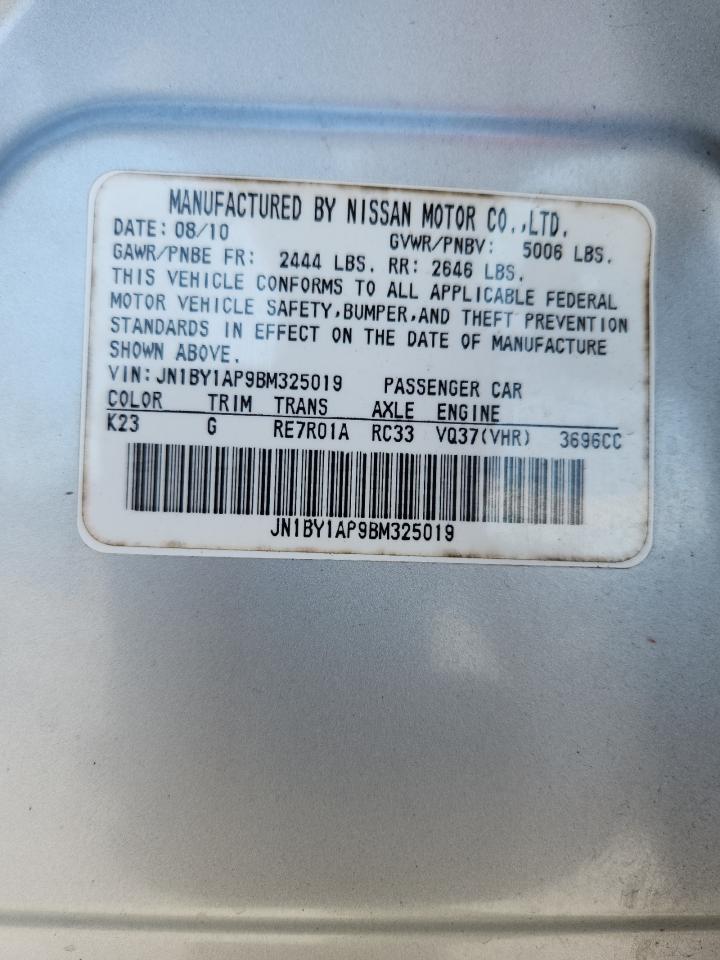 MANUFACTURED BY NISSAN MOTOR CO.,LTD.
DATE: 08/10 GVWR/PNBV: 5006 LBS.
GAWR/PNBE FR: 2444 LBS. RR: 2646 LBS.
THIS VEHICLE CONFORMS TO ALL APPLICABLE FEDERAL
MOTOR VEHICLE SAFETY,BUMPER,AND THEFT PREVENTION
STANDARDS IN EFFECT ON THE DATE OF MANUFACTURE
SHOWN ABOVE.
VIN: JN1BY1AP9BM325019 PASSENGER CAR
COLOR TRIM TRANS AXLE ENGINE
K23 G RE7R01A RC33 VQ37(VHR) 3696CC
JN1BY1AP9BM325019